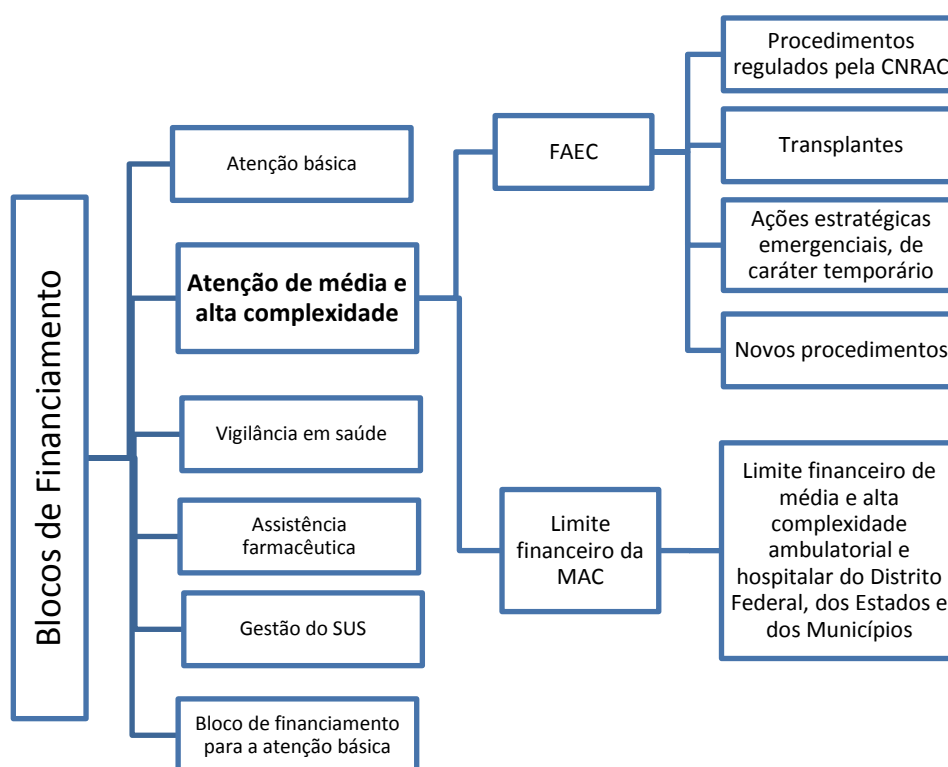 Blocos de Financiamento
Atenção básica
Atenção de média e
alta complexidade
Vigilância em saúde
Assistência
farmacêutica
Gestão do SUS
Bloco de financiamento
para a atenção básica
FAEC
Limite
financeiro da
MAC
Procedimentos
regulados pela CNRAC
Transplantes
Ações estratégicas
emergenciais, de
caráter temporário
Novos procedimentos
Limite financeiro de
média e alta
complexidade
ambulatorial e
hospitalar do Distrito
Federal, dos Estados e
dos Municípios